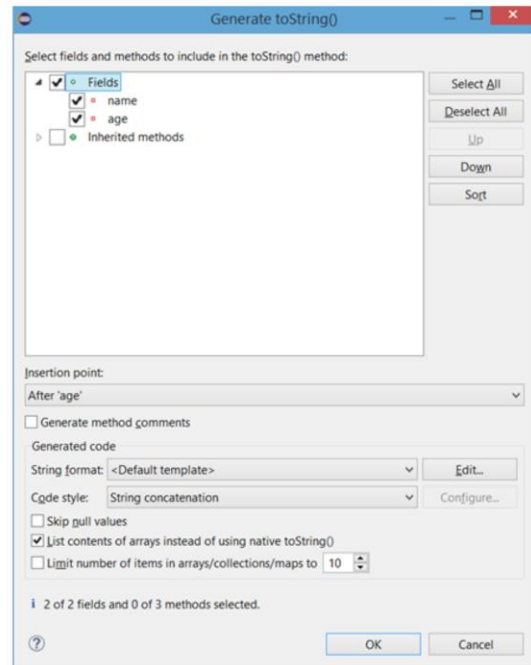 Generate toString()
Select fields and methods to include in the toString() method:
Fields
name
age
Inherited methods
Select All
Deselect All
Up
Down
Sort
Insertion point:
After 'age'
Generate method comments
Generated code
String format: <Default template> Edit...
Code style: String concatenation Configure...
Skip null values
List contents of arrays instead of using native toString()
Limit number of items in arrays/collections/maps to 10
i 2 of 2 fields and 0 of 3 methods selected.
? OK Cancel